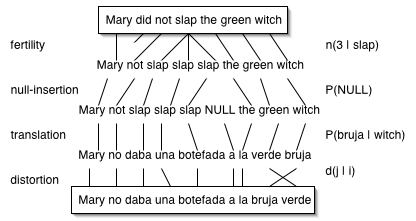 Mary did not slap the green witch
fertility n(3 | slap)
Mary not slap slap slap the green witch
null-insertion P(NULL)
Mary not slap slap slap NULL the green witch
translation P(bruja | witch)
Mary no daba una botefada a la verde bruja
distortion d(j | i)
Mary no daba una botefada a la bruja verde